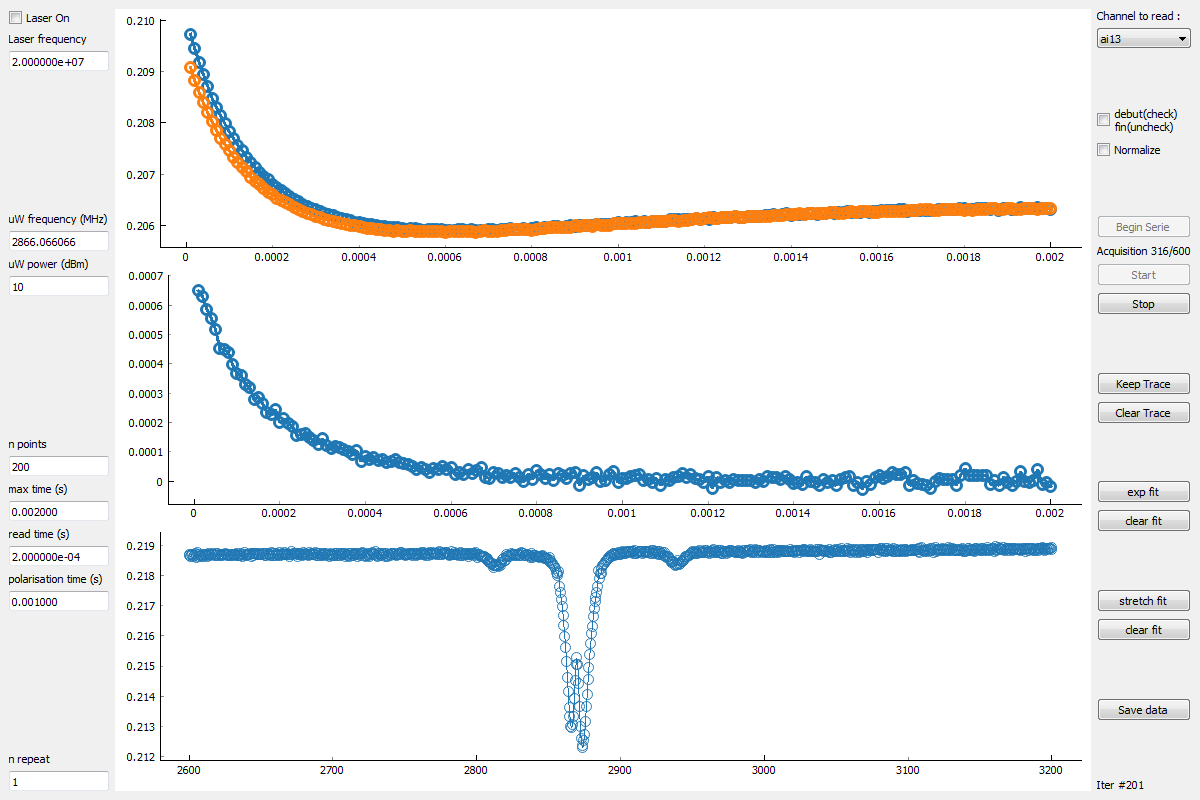 Laser On
Laser frequency
2.000000e+07
uW frequency (MHz)
2866.066066
uW power (dBm)
10
n points
200
max time (s)
0.002000
read time (s)
2.000000e-04
polarisation time (s)
0.001000
n repeat
1
0.210
0.209
0.208
0.207
0.206
0 0.0002 0.0004 0.0006 0.0008 0.001 0.0012 0.0014 0.0016 0.0018 0.002
0.0007
0.0006
0.0005
0.0004
0.0003
0.0002
0.0001
0
0 0.0002 0.0004 0.0006 0.0008 0.001 0.0012 0.0014 0.0016 0.0018 0.002
0.219
0.218
0.217
0.216
0.215
0.214
0.213
0.212
2600 2700 2800 2900 3000 3100 3200
Channel to read :
ai13
debut(check)
fin(uncheck)
Normalize
Begin Serie
Acquisition 316/600
Start
Stop
Keep Trace
Clear Trace
exp fit
clear fit
stretch fit
clear fit
Save data
Iter #201